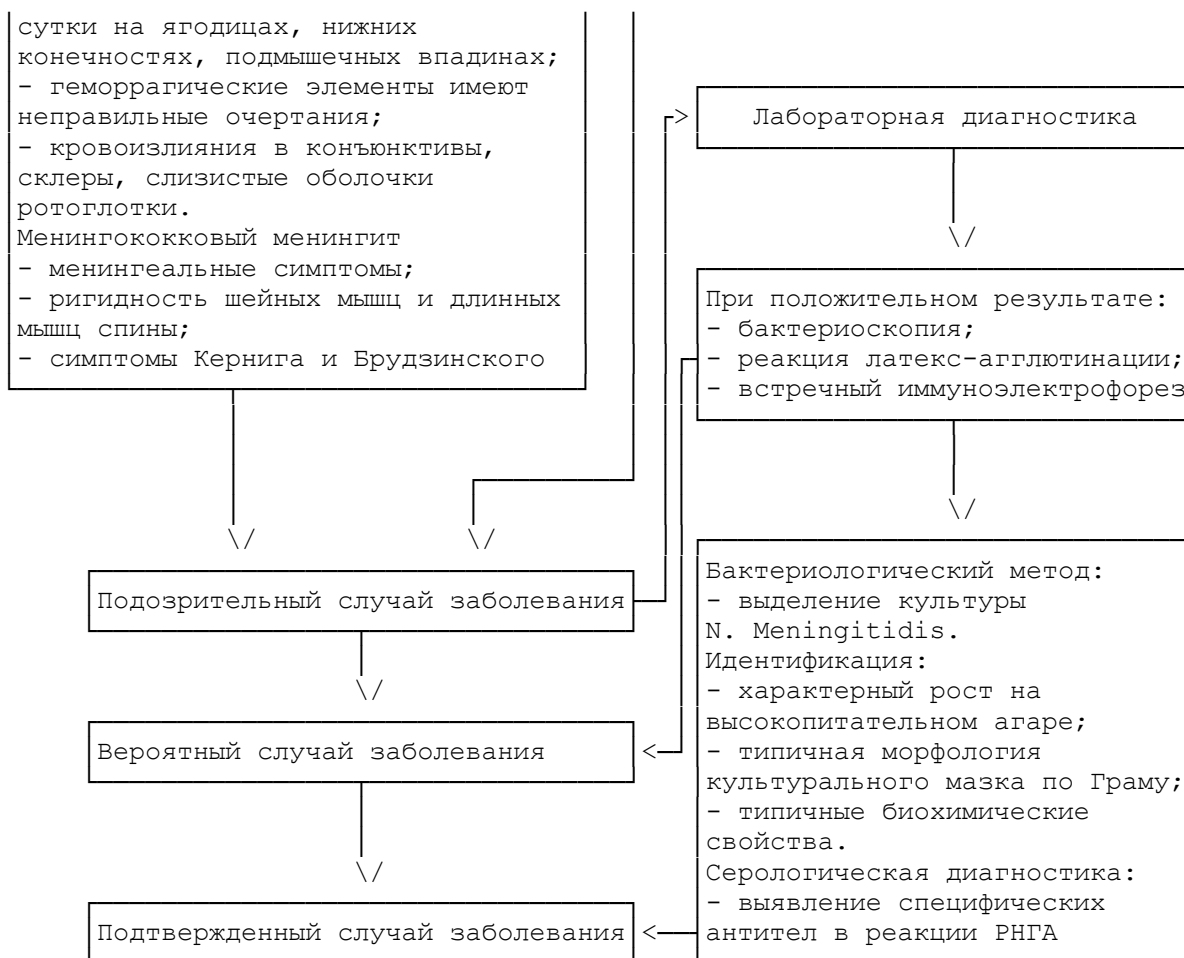 сутки на ягодицах, нижних
конечностях, подмышечных впадинах;
- геморрагические элементы имеют
неправильные очертания;
- кровоизлияния в конъюнктивы,
склеры, слизистые оболочки
ротоглотки.
Менингококковый менингит
- менингеальные симптомы;
- ригидность шейных мышц и длинных
мышц спины;
- симптомы Кернига и Брудзинского
Лабораторная диагностика
При положительном результате:
- бактериоскопия;
- реакция латекс-агглютинации;
- встречный иммуноэлектрофорез
Подозрительный случай заболевания
Вероятный случай заболевания
Подтвержденный случай заболевания
Бактериологический метод:
- выделение культуры
N. Meningitidis.
Идентификация:
- характерный рост на
высокопитательном агаре;
- типичная морфология
культурального мазка по Граму;
- типичные биохимические
свойства.
Серологическая диагностика:
- выявление специфических
антител в реакции РНГА